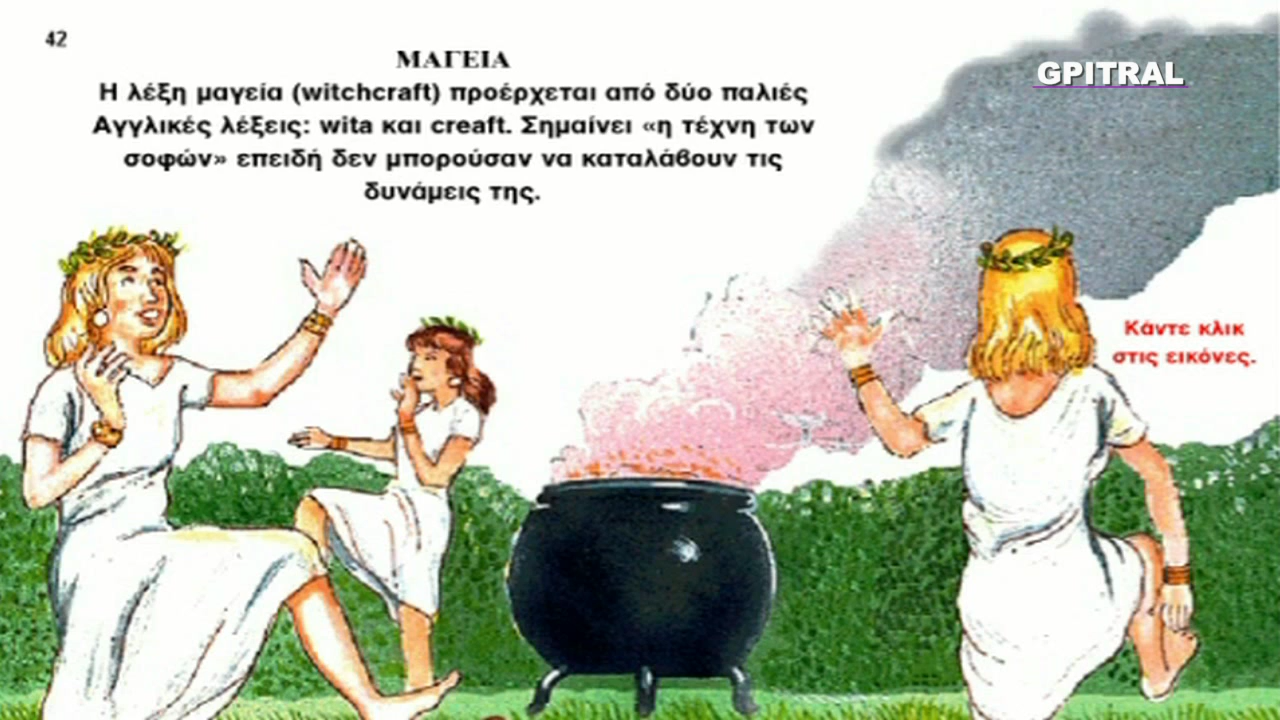 42
ΜΑΓΕΙΑ
Η λέξη μαγεία (witchcraft) προέρχεται από δύο παλιές
Αγγλικές λέξεις: wita και creaft. Σημαίνει «η τέχνη των
σοφών» επειδή δεν μπορούσαν να καταλάβουν τις
δυνάμεις της.
GPITRAL
Κάντε κλικ
στις εικόνες.